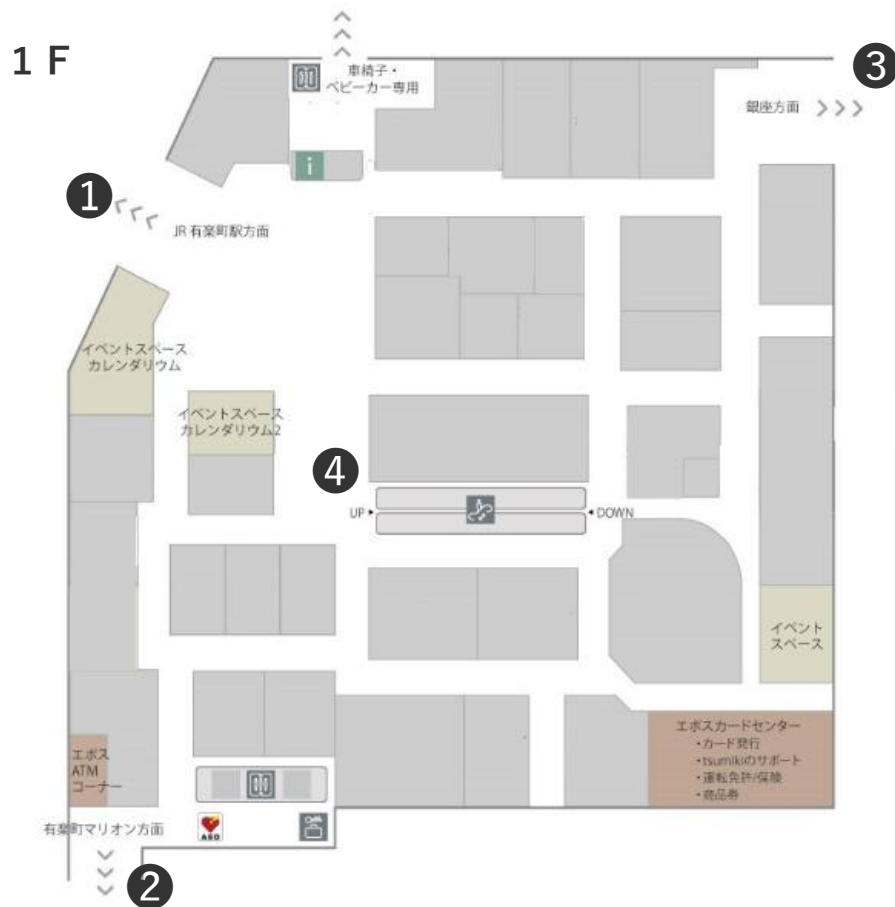 1 F
車椅子・
ベビーカー専用
❸
銀座方面
i
❶
JR 有楽町駅方面
イベントスペース
カレンダリウム
イベントスペース
カレンダリウム2
❹
UP
DOWN
イベント
スペース
エポスカードセンター
・カード発行
・tsumikiのサポート
・運転免許/保険
・商品券
エポス
ATM
コーナー
有楽町マリオン方面
AED
❷